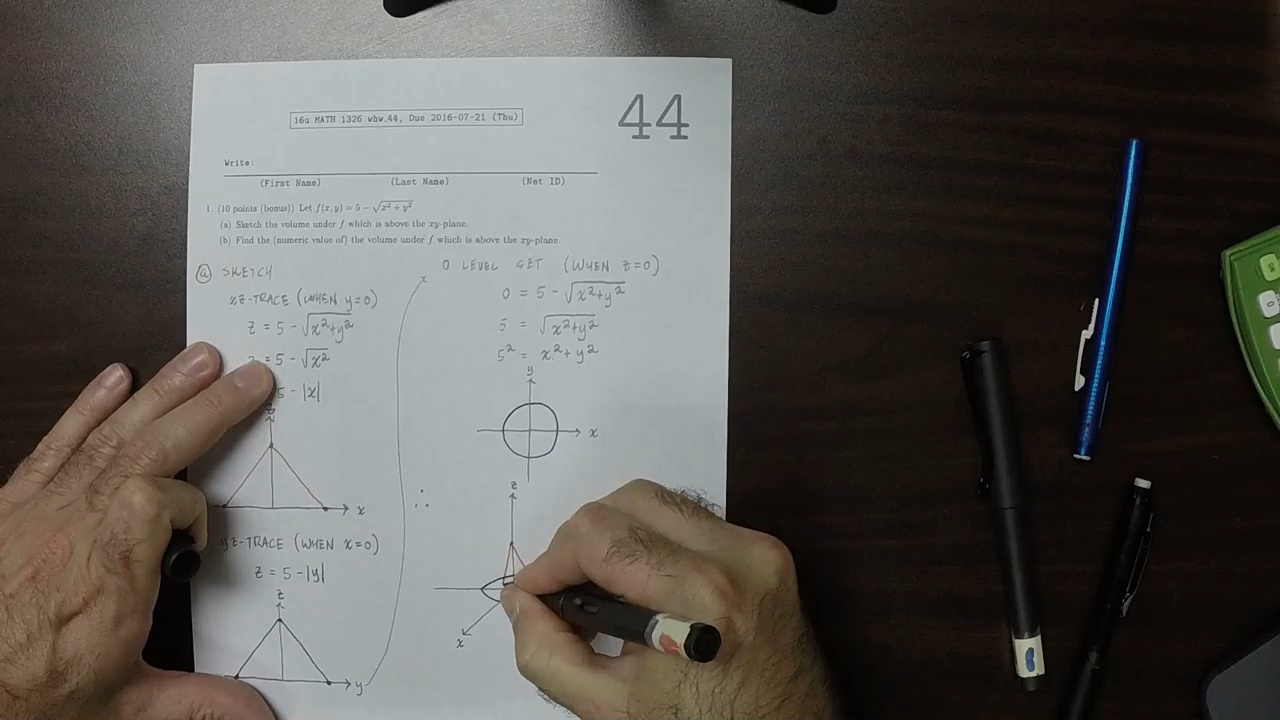 44
16u MATH 1326 whw.44, Due 2016-07-21 (Thu)
Write:
(First Name) (Last Name) (Net ID)
1. (10 points (bonus)) Let f(x, y) = 5 − √(x² + y²)
(a) Sketch the volume under f which is above the xy-plane.
(b) Find the (numeric value of) the volume under f which is above the xy-plane.
ⓐ SKETCH
xz-TRACE (WHEN y=0)
z = 5 - √(x²+y²)
= 5 - √x²
5 - |x|
x
yz-TRACE (WHEN x=0)
z = 5 - |y|
z
y
0 LEVEL SET (WHEN z=0)
0 = 5 - √(x²+y²)
5 = √(x²+y²)
5² = x² + y²
y
x
∴
z
x